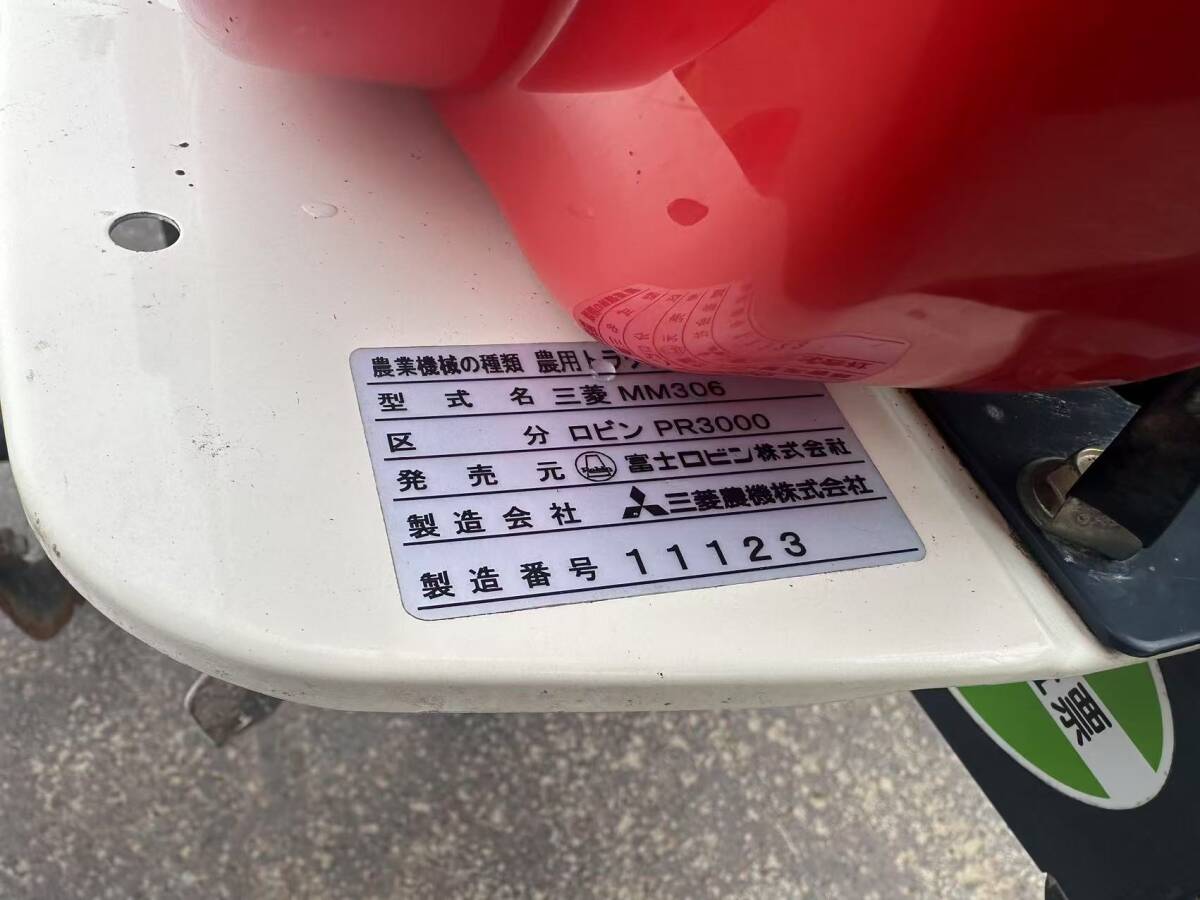 農業機械の種類 農用トラ
型式名 三菱 MM306
区分 ロビン PR3000
発売元 富士ロビン株式会社
製造会社 三菱農機株式会社
製造番号 11123
票